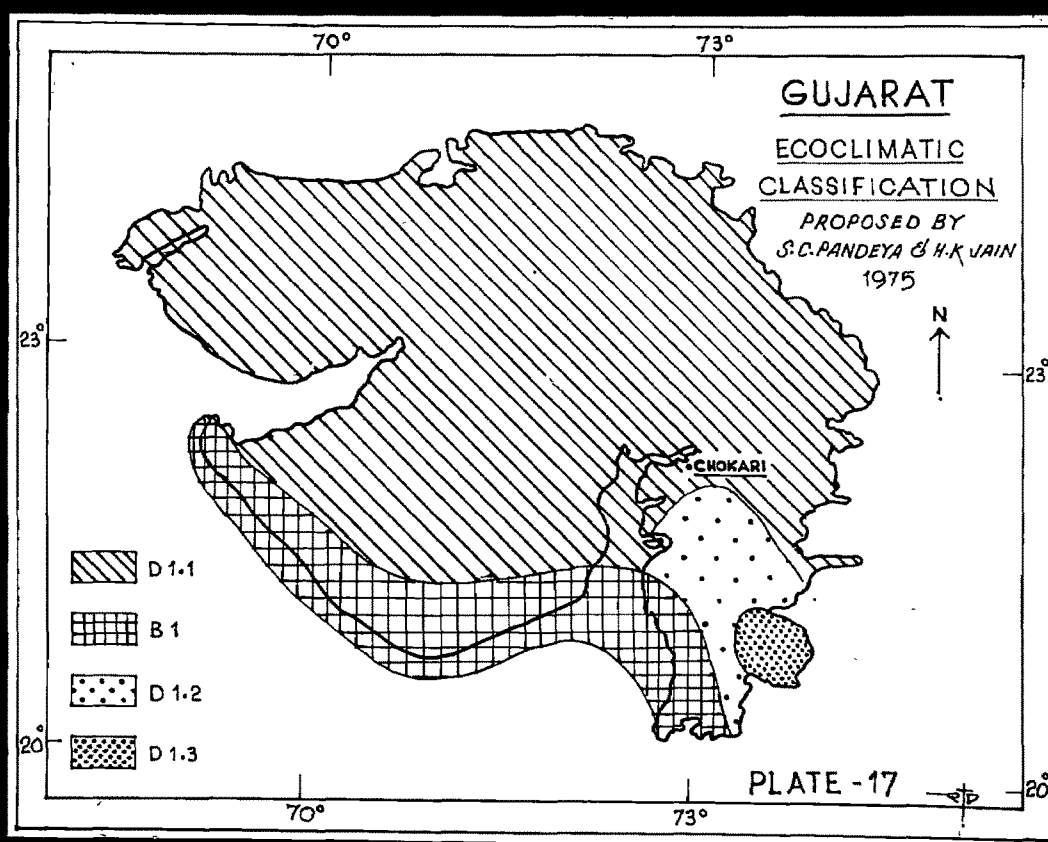 70° 73°
GUJARAT
ECOCLIMATIC
CLASSIFICATION
PROPOSED BY
S.C.PANDEYA & H.K JAIN
1975
N
23°
23°
CHOKARI
D 1.1
B 1
D 1.2
D 1.3
20°
PLATE -17
20°
70° 73°